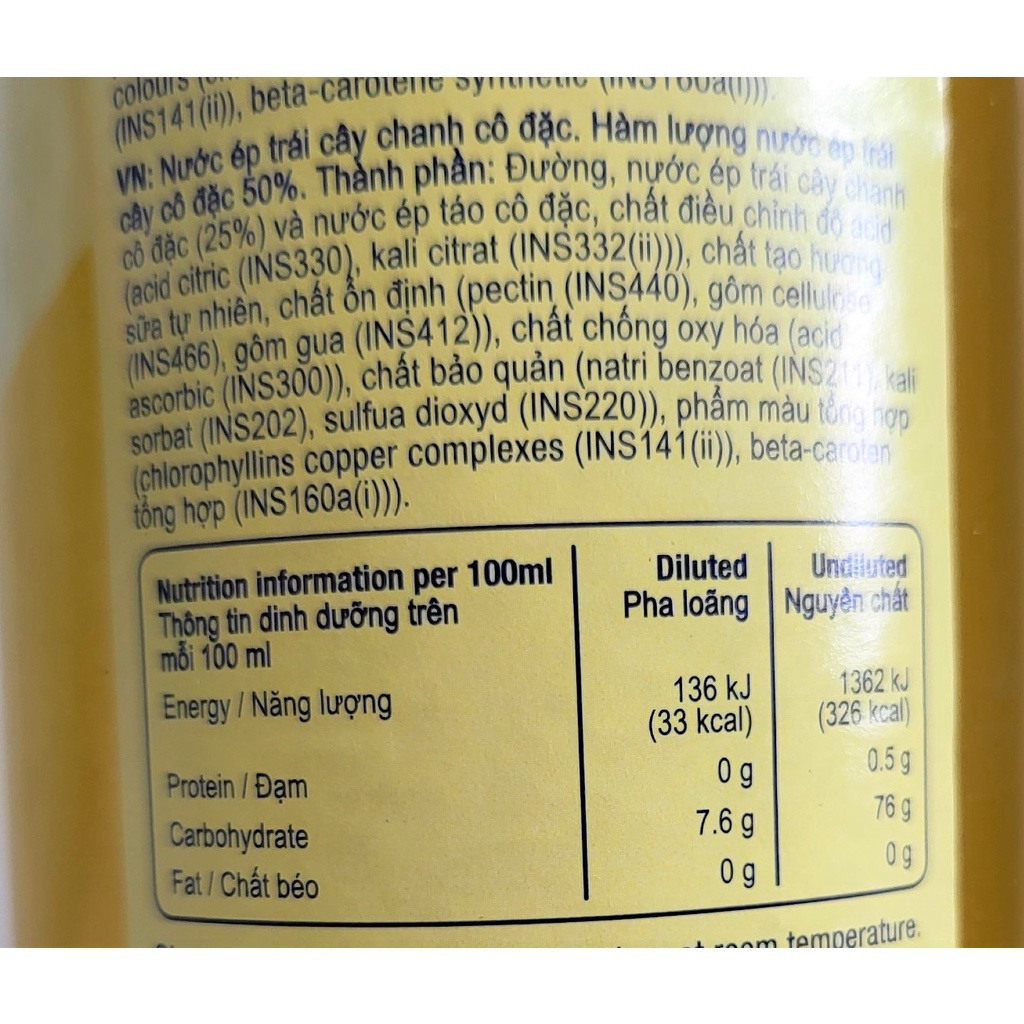 colours
(INS141(ii)), beta-carotene synthetic (INS160a(i))).
VN: Nước ép trái cây chanh cô đặc. Hàm lượng nước ép trái
cây cô đặc 50%. Thành phần: Đường, nước ép trái cây chanh
cô đặc (25%) và nước ép táo cô đặc, chất điều chỉnh độ acid
(acid citric (INS330), kali citrat (INS332(ii))), chất tạo hương
sữa tự nhiên, chất ổn định (pectin (INS440), gôm cellulose
(INS466), gôm gua (INS412)), chất chống oxy hóa (acid
ascorbic (INS300)), chất bảo quản (natri benzoat (INS211), kali
sorbat (INS202), sulfua dioxyd (INS220)), phẩm màu tổng hợp
(chlorophyllins copper complexes (INS141(ii)), beta-caroten
tổng hợp (INS160a(i))).
Nutrition information per 100ml Diluted Undiluted
Thông tin dinh dưỡng trên Pha loãng Nguyên chất
mỗi 100 ml
Energy / Năng lượng 136 kJ 1362 kJ
(33 kcal) (326 kcal)
Protein / Đạm 0 g 0.5 g
Carbohydrate 7.6 g 76 g
Fat / Chất béo 0 g 0 g
room temperature.